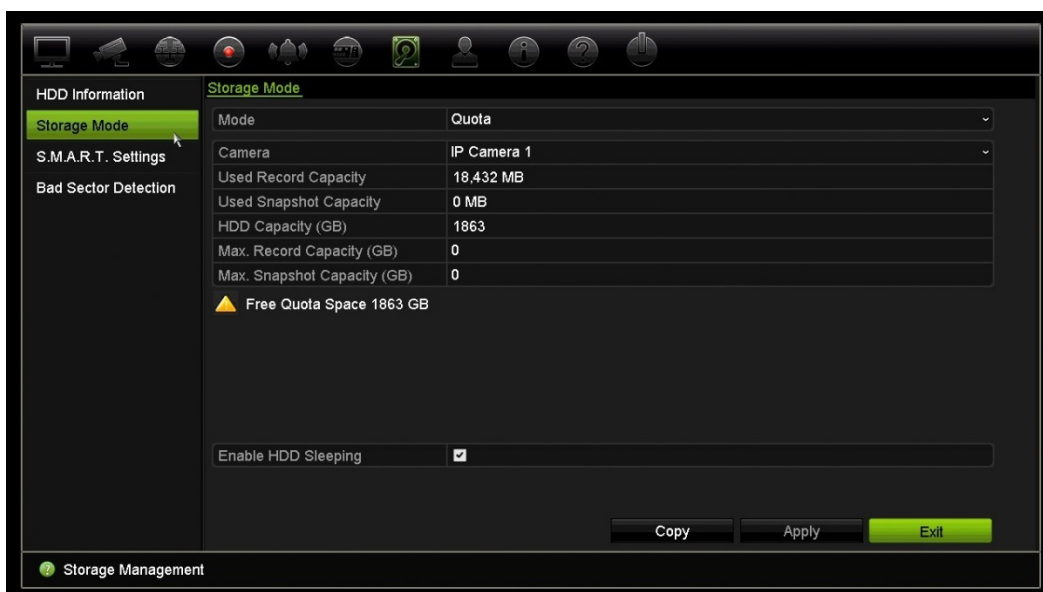 HDD Information
Storage Mode
S.M.A.R.T. Settings
Bad Sector Detection
Storage Mode
Mode Quota
Camera IP Camera 1
Used Record Capacity 18,432 MB
Used Snapshot Capacity 0 MB
HDD Capacity (GB) 1863
Max. Record Capacity (GB) 0
Max. Snapshot Capacity (GB) 0
Free Quota Space 1863 GB
Enable HDD Sleeping
Copy Apply Exit
Storage Management